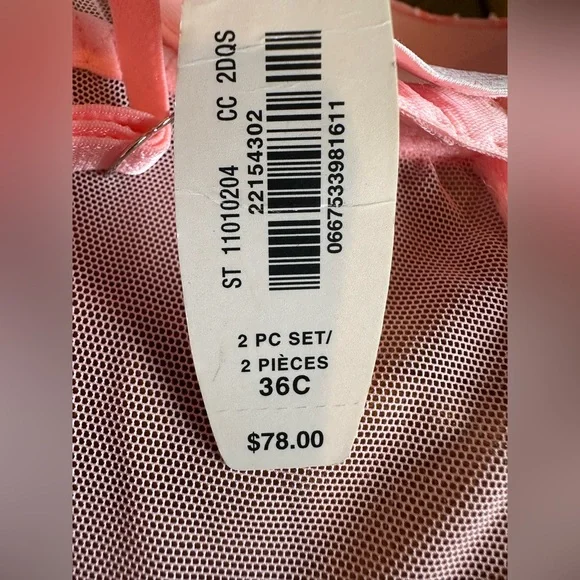 ST 11010204 CC 2DQS
22154302
0667533981611
2 PC SET/
2 PIÈCES
36C
$78.00